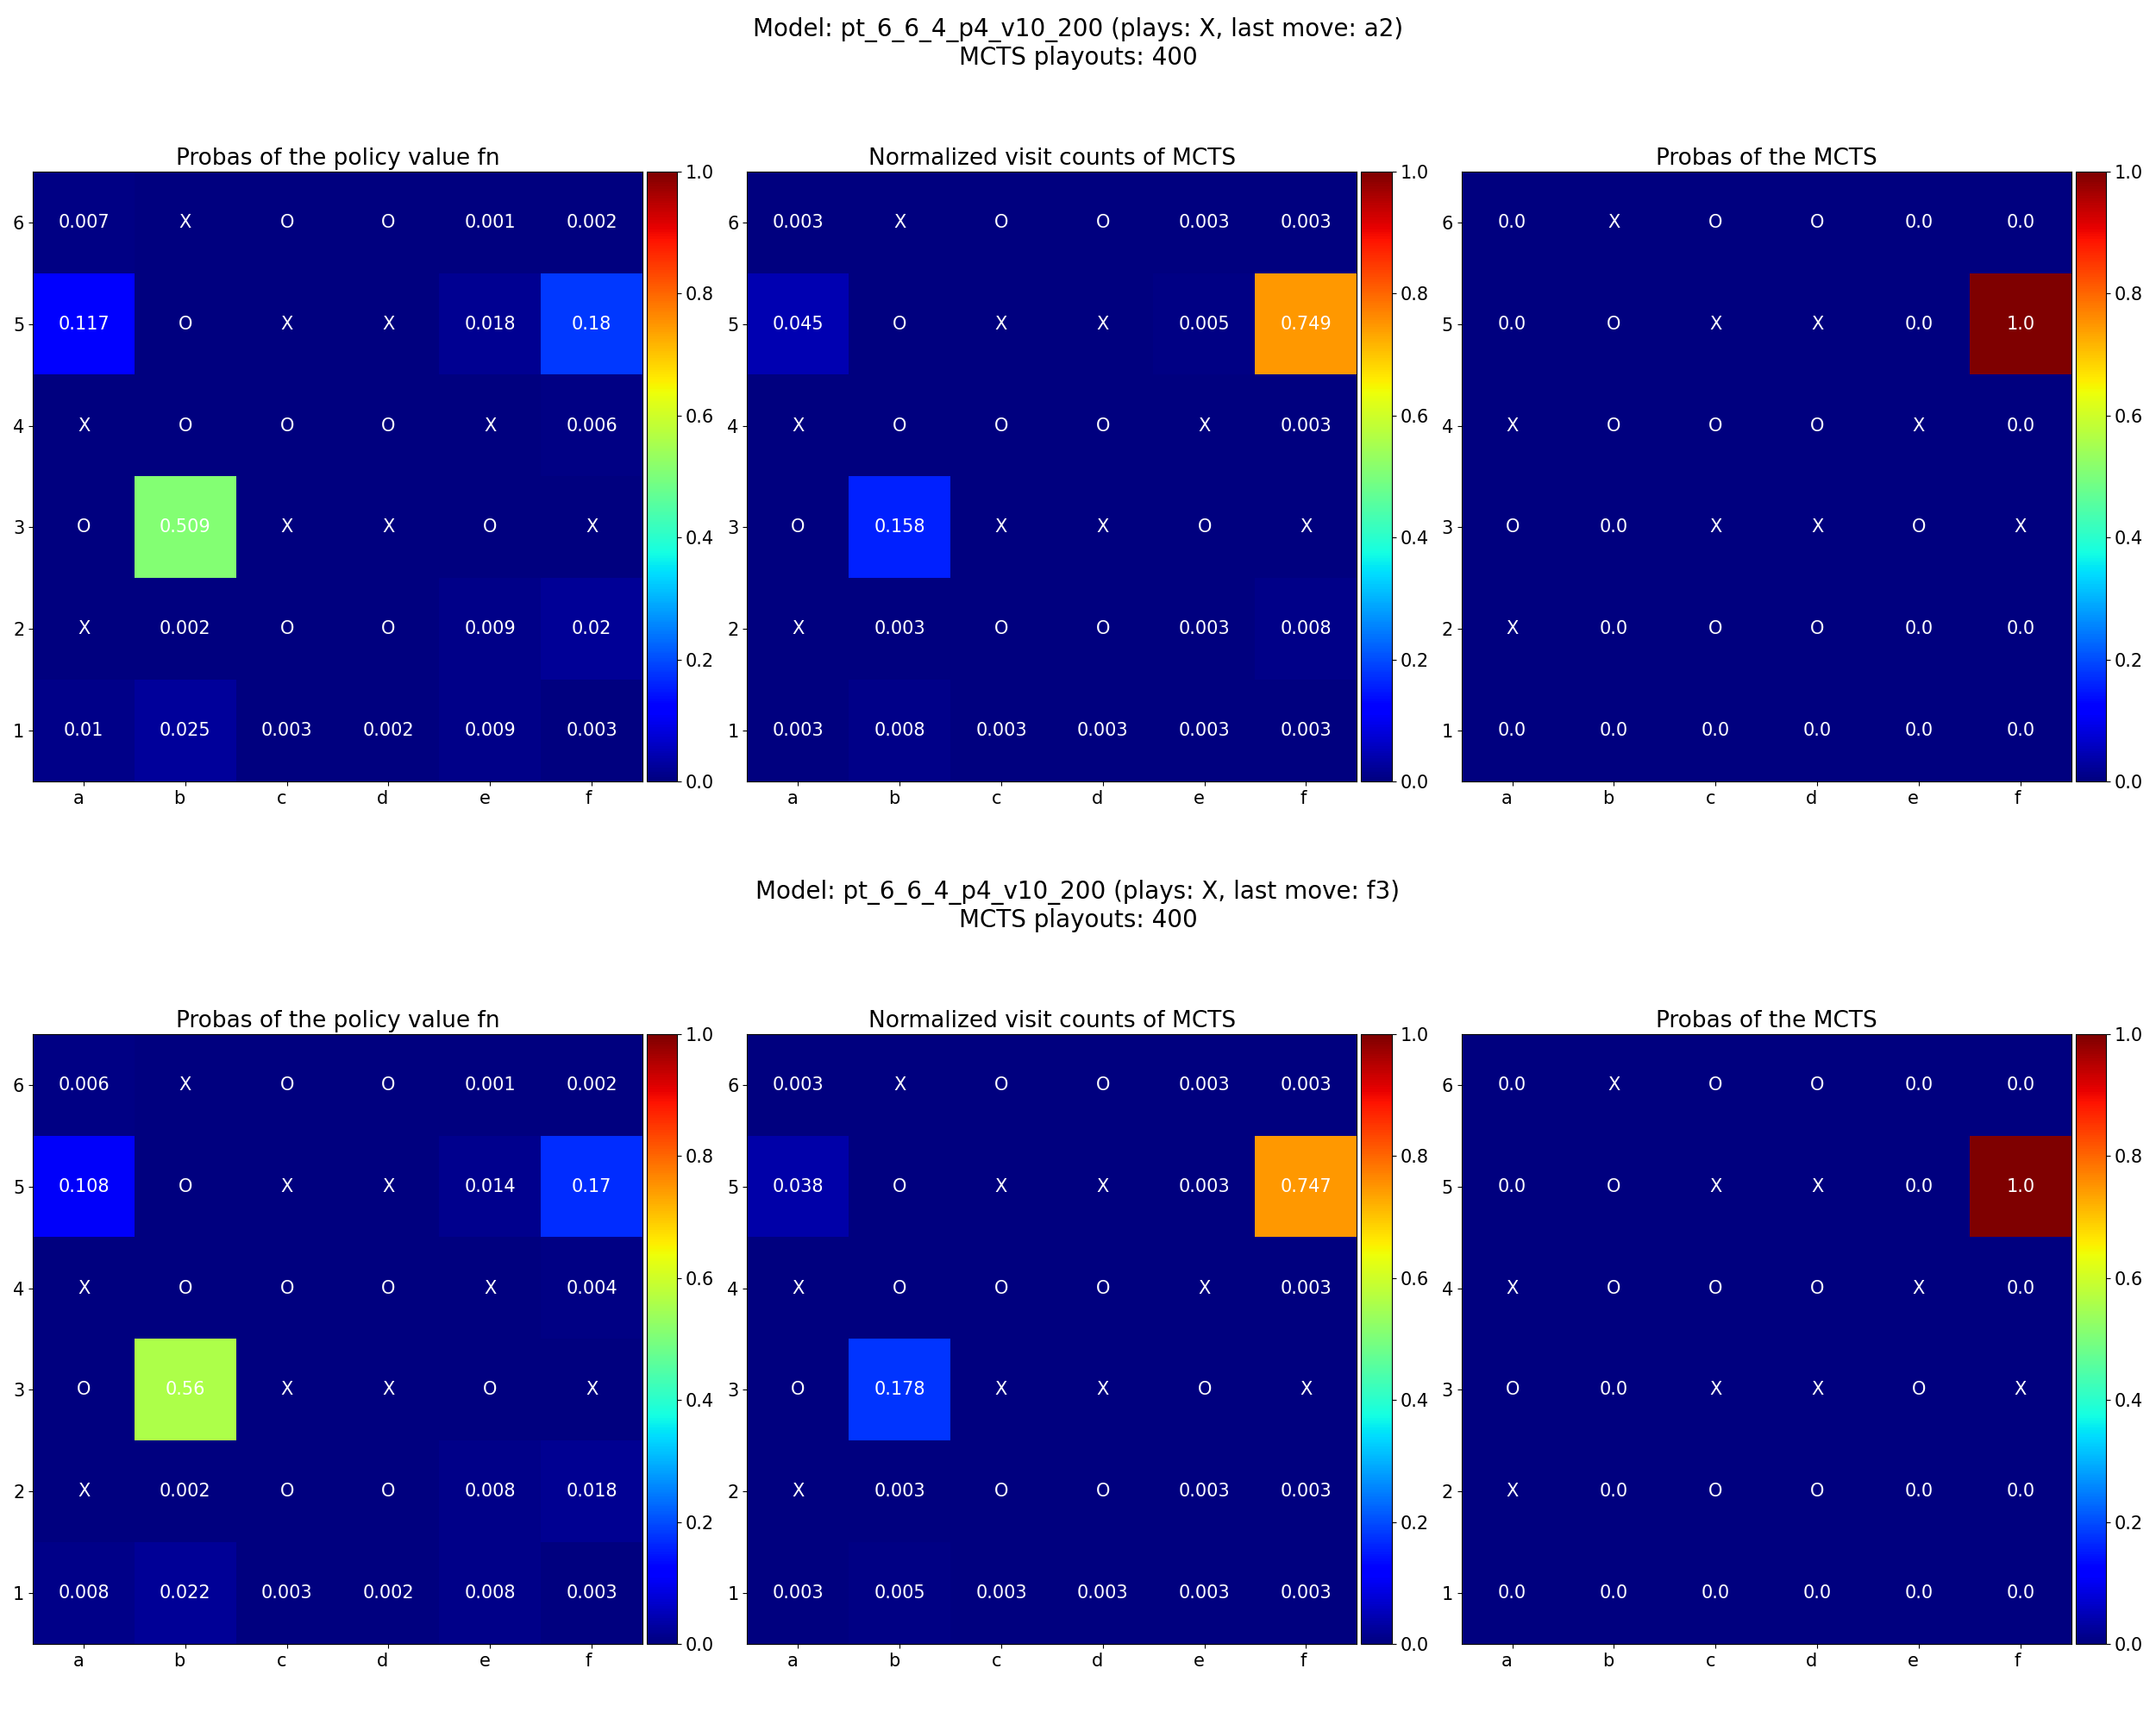 Model: pt_6_6_4_p4_v10_200 (plays: X, last move: a2)
MCTS playouts: 400
Probas of the policy value fn
6 0.007 X O O 0.001 0.002
5 0.117 O X X 0.018 0.18
4 X O O O X 0.006
3 O 0.509 X X O X
2 X 0.002 O O 0.009 0.02
1 0.01 0.025 0.003 0.002 0.009 0.003
a b c d e f
1.0
0.8
0.6
0.4
0.2
0.0
Normalized visit counts of MCTS
6 0.003 X O O 0.003 0.003
5 0.045 O X X 0.005 0.749
4 X O O O X 0.003
3 O 0.158 X X O X
2 X 0.003 O O 0.003 0.008
1 0.003 0.008 0.003 0.003 0.003 0.003
a b c d e f
1.0
0.8
0.6
0.4
0.2
0.0
Probas of the MCTS
6 0.0 X O O 0.0 0.0
5 0.0 O X X 0.0 1.0
4 X O O O X 0.0
3 O 0.0 X X O X
2 X 0.0 O O 0.0 0.0
1 0.0 0.0 0.0 0.0 0.0 0.0
a b c d e f
1.0
0.8
0.6
0.4
0.2
0.0
Model: pt_6_6_4_p4_v10_200 (plays: X, last move: f3)
MCTS playouts: 400
Probas of the policy value fn
6 0.006 X O O 0.001 0.002
5 0.108 O X X 0.014 0.17
4 X O O O X 0.004
3 O 0.56 X X O X
2 X 0.002 O O 0.008 0.018
1 0.008 0.022 0.003 0.002 0.008 0.003
a b c d e f
1.0
0.8
0.6
0.4
0.2
0.0
Normalized visit counts of MCTS
6 0.003 X O O 0.003 0.003
5 0.038 O X X 0.003 0.747
4 X O O O X 0.003
3 O 0.178 X X O X
2 X 0.003 O O 0.003 0.003
1 0.003 0.005 0.003 0.003 0.003 0.003
a b c d e f
1.0
0.8
0.6
0.4
0.2
0.0
Probas of the MCTS
6 0.0 X O O 0.0 0.0
5 0.0 O X X 0.0 1.0
4 X O O O X 0.0
3 O 0.0 X X O X
2 X 0.0 O O 0.0 0.0
1 0.0 0.0 0.0 0.0 0.0 0.0
a b c d e f
1.0
0.8
0.6
0.4
0.2
0.0